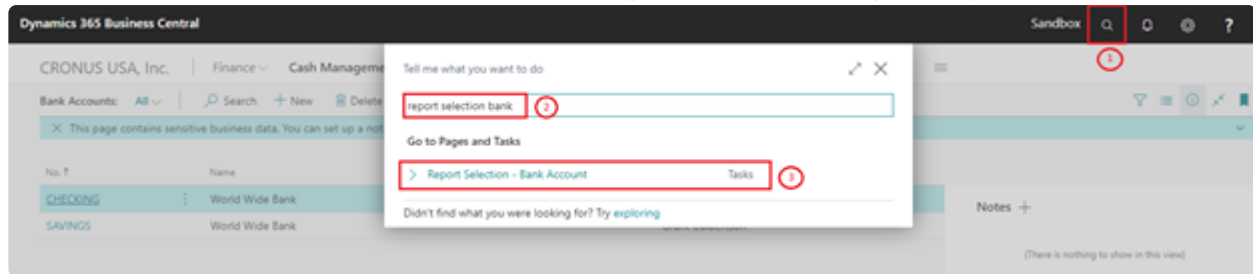 Dynamics 365 Business Central Sandbox ?
1
CRONUS USA, Inc. Finance Cash Manageme
Tell me what you want to do
Bank Accounts: All Search + New Delete
report selection bank 2
This page contains sensitive business data. You can set up a not
Go to Pages and Tasks
No. ↑ Name
> Report Selection - Bank Account Tasks 3
CHECKING World Wide Bank
Didn't find what you were looking for? Try exploring
Notes +
SAVINGS World Wide Bank
(There is nothing to show in this view)